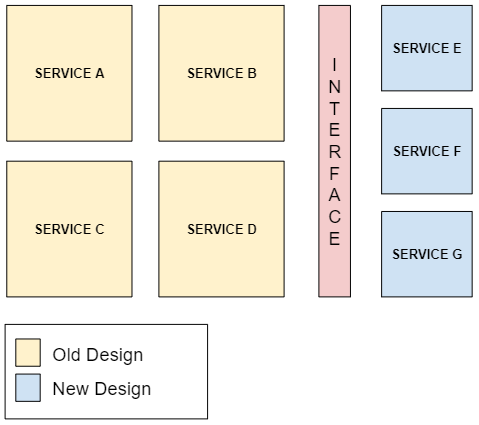 SERVICE A
SERVICE B
INTERFACE
SERVICE E
SERVICE F
SERVICE C
SERVICE D
SERVICE G
Old Design
New Design